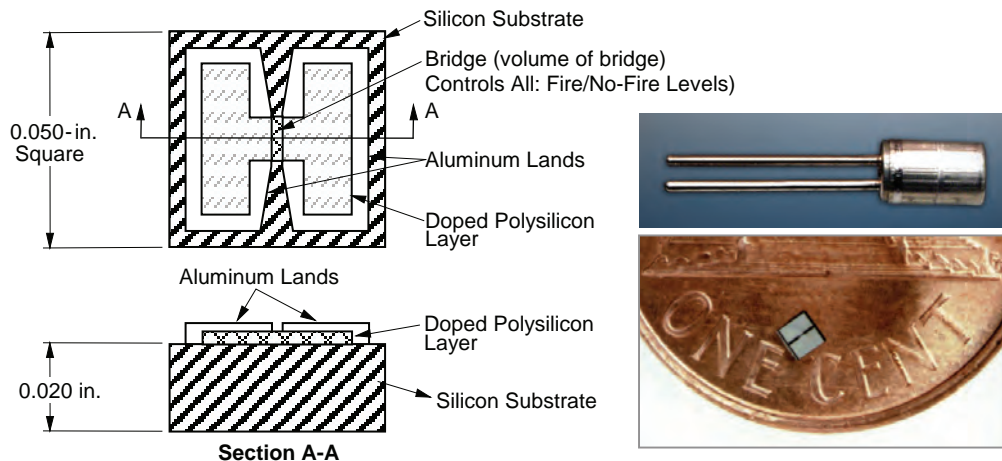 Silicon Substrate
Bridge (volume of bridge)
Controls All: Fire/No-Fire Levels)
A
A
0.050-in.
Square
Aluminum Lands
Doped Polysilicon
Layer
Aluminum Lands
Doped Polysilicon
Layer
0.020 in.
Silicon Substrate
Section A-A
ONE CENT